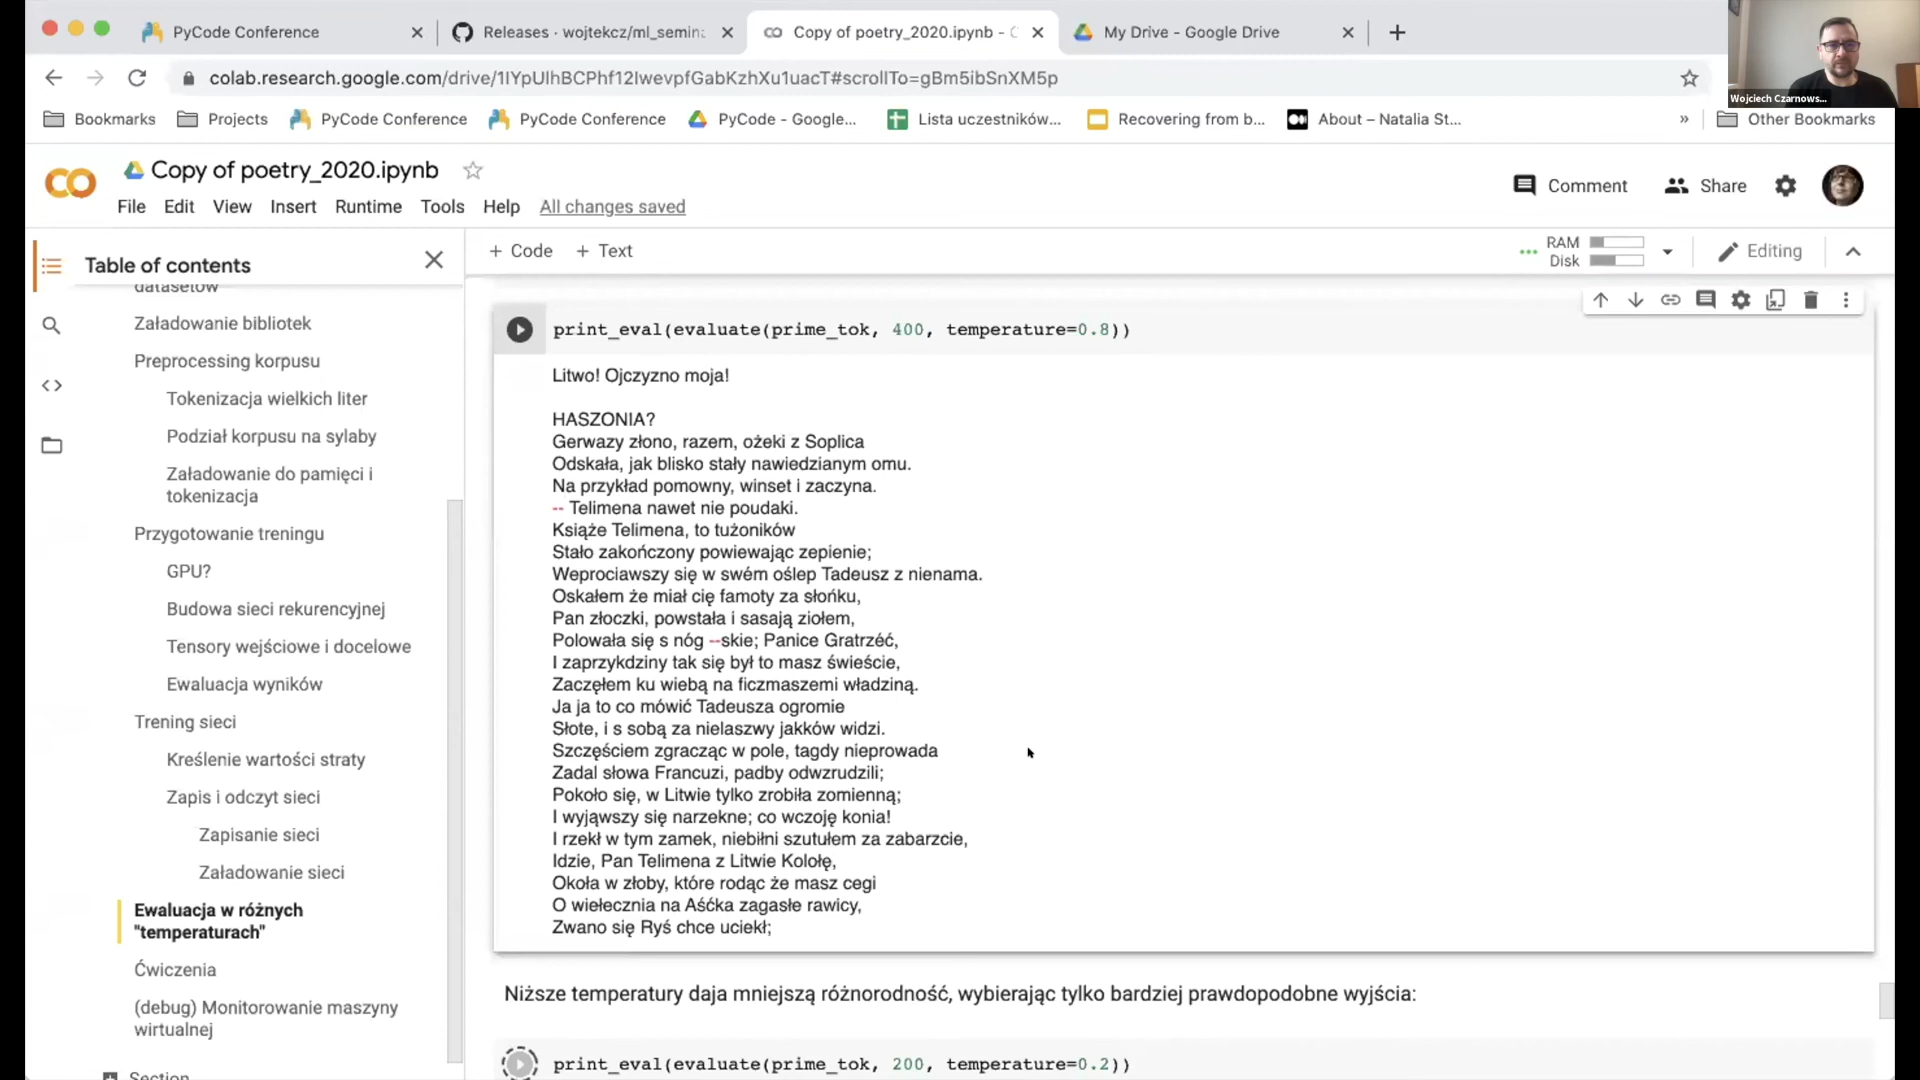 PyCode Conference
Releases · wojtekcz/ml_semina
Copy of poetry_2020.ipynb - C
My Drive - Google Drive
colab.research.google.com/drive/1IYpUlhBCPhf12IwevpfGabKzhXu1uacT#scrollTo=gBm5ibSnXM5p
Wojciech Czarnows...
Bookmarks
Projects
PyCode Conference
PyCode Conference
PyCode - Google...
Lista uczestników...
Recovering from b...
About – Natalia St...
»
Other Bookmarks
Copy of poetry_2020.ipynb
Comment
Share
File Edit View Insert Runtime Tools Help All changes saved
+ Code + Text
RAM
Disk
Editing
Table of contents
datasetów
Załadowanie bibliotek
Preprocessing korpusu
Tokenizacja wielkich liter
Podział korpusu na sylaby
Załadowanie do pamięci i
tokenizacja
Przygotowanie treningu
GPU?
Budowa sieci rekurencyjnej
Tensory wejściowe i docelowe
Ewaluacja wyników
Trening sieci
Kreślenie wartości straty
Zapis i odczyt sieci
Zapisanie sieci
Załadowanie sieci
Ewaluacja w różnych
"temperaturach"
Ćwiczenia
(debug) Monitorowanie maszyny
wirtualnej
Section
print_eval(evaluate(prime_tok, 400, temperature=0.8))
Litwo! Ojczyzno moja!
HASZONIA?
Gerwazy złono, razem, ożeki z Soplica
Odskała, jak blisko stały nawiedzianym omu.
Na przykład pomowny, winset i zaczyna.
-- Telimena nawet nie poudaki.
Książe Telimena, to tużoników
Stało zakończony powiewając zepienie;
Weprociawszy się w swém oślep Tadeusz z nienama.
Oskałem że miał cię famoty za słońku,
Pan złoczki, powstała i sasają ziołem,
Polowała się s nóg --skie; Panice Gratrzéć,
I zaprzykdziny tak się był to masz świeście,
Zaczęłem ku wiebą na ficzmaszemi władziną.
Ja ja to co mówić Tadeusza ogromie
Słote, i s sobą za nielaszwy jakków widzi.
Szczęściem zgracząc w pole, tagdy nieprowada
Zadal słowa Francuzi, padby odwzrudzili;
Pokoło się, w Litwie tylko zrobiła zomienną;
I wyjąwszy się narzekne; co wczoję konia!
I rzekł w tym zamek, niebiłni szutułem za zabarzcie,
Idzie, Pan Telimena z Litwie Kololę,
Okoła w złoby, które rodąc że masz cegi
O wiełecznia na Aśćka zagasłe rawicy,
Zwano się Ryś chce uciekł;
Niższe temperatury daja mniejszą różnorodność, wybierając tylko bardziej prawdopodobne wyjścia:
print_eval(evaluate(prime_tok, 200, temperature=0.2))